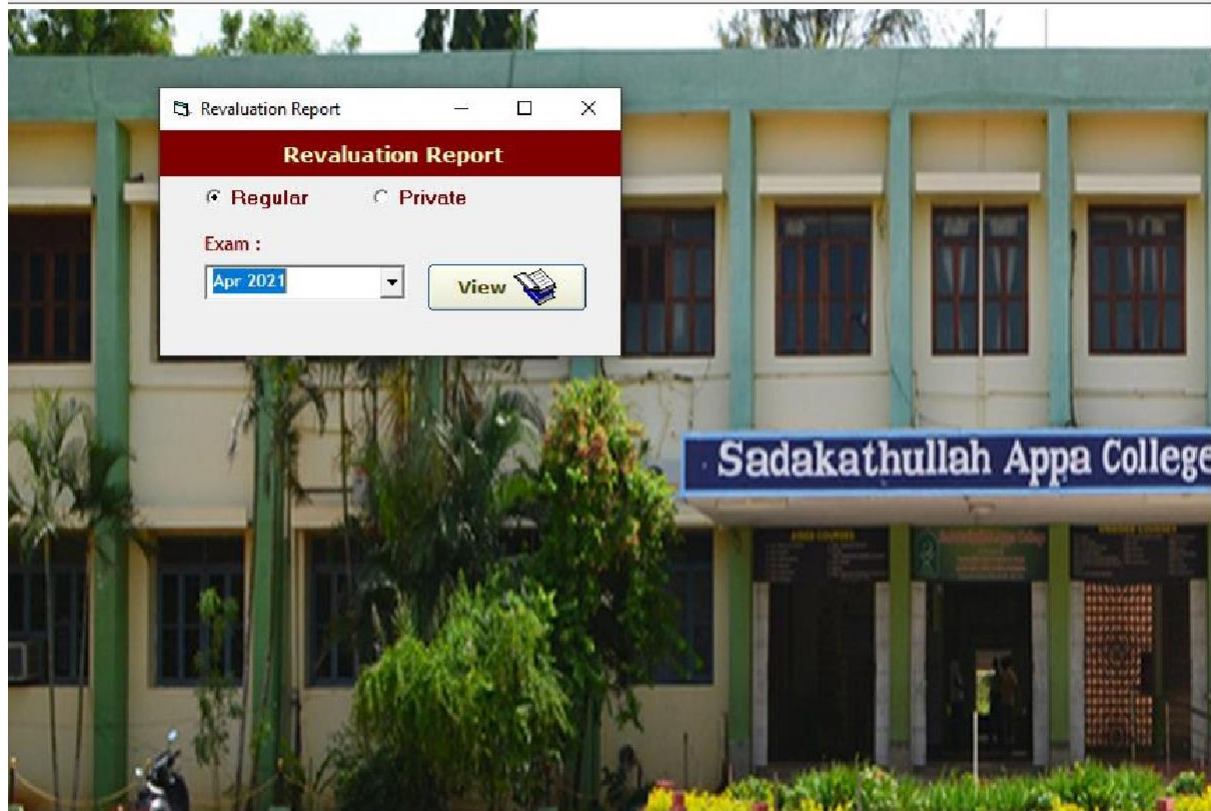 Revaluation Report
Revaluation Report
Regular Private
Exam :
Apr 2021
View
Sadakathullah Appa College